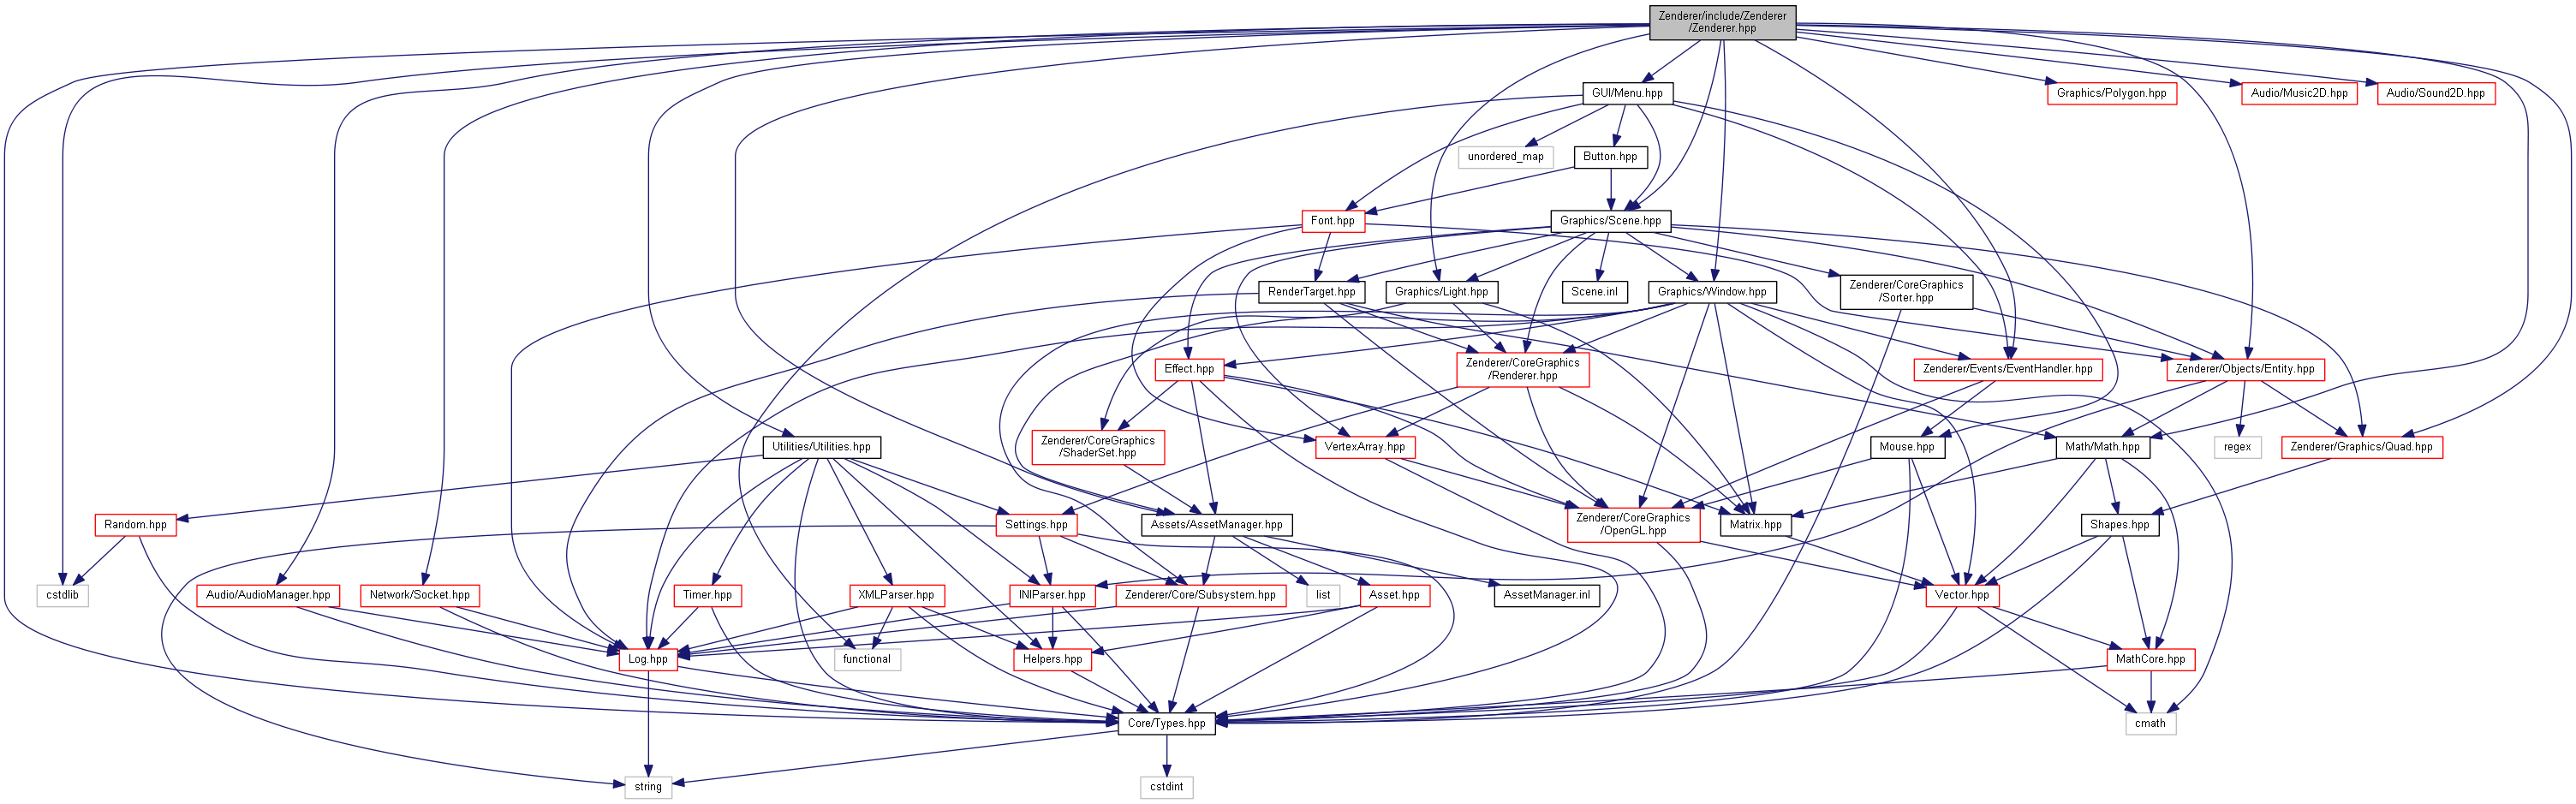 Zenderer/include/Zenderer
/Zenderer.hpp
GUI/Menu.hpp
Graphics/Polygon.hpp
Audio/Music2D.hpp
Audio/Sound2D.hpp
unordered_map
Button.hpp
Font.hpp
Graphics/Scene.hpp
RenderTarget.hpp
Graphics/Light.hpp
Scene.inl
Graphics/Window.hpp
Zenderer/CoreGraphics
/Sorter.hpp
Effect.hpp
Zenderer/CoreGraphics
/Renderer.hpp
Zenderer/Events/EventHandler.hpp
Zenderer/Objects/Entity.hpp
Utilities/Utilities.hpp
Zenderer/CoreGraphics
/ShaderSet.hpp
VertexArray.hpp
Mouse.hpp
Math/Math.hpp
regex
Zenderer/Graphics/Quad.hpp
Random.hpp
Settings.hpp
Assets/AssetManager.hpp
Zenderer/CoreGraphics
/OpenGL.hpp
Matrix.hpp
Shapes.hpp
cstdlib
Audio/AudioManager.hpp
Network/Socket.hpp
Timer.hpp
XMLParser.hpp
INIParser.hpp
Zenderer/Core/Subsystem.hpp
list
Asset.hpp
AssetManager.inl
Vector.hpp
Log.hpp
functional
Helpers.hpp
MathCore.hpp
Core/Types.hpp
cmath
string
cstdint